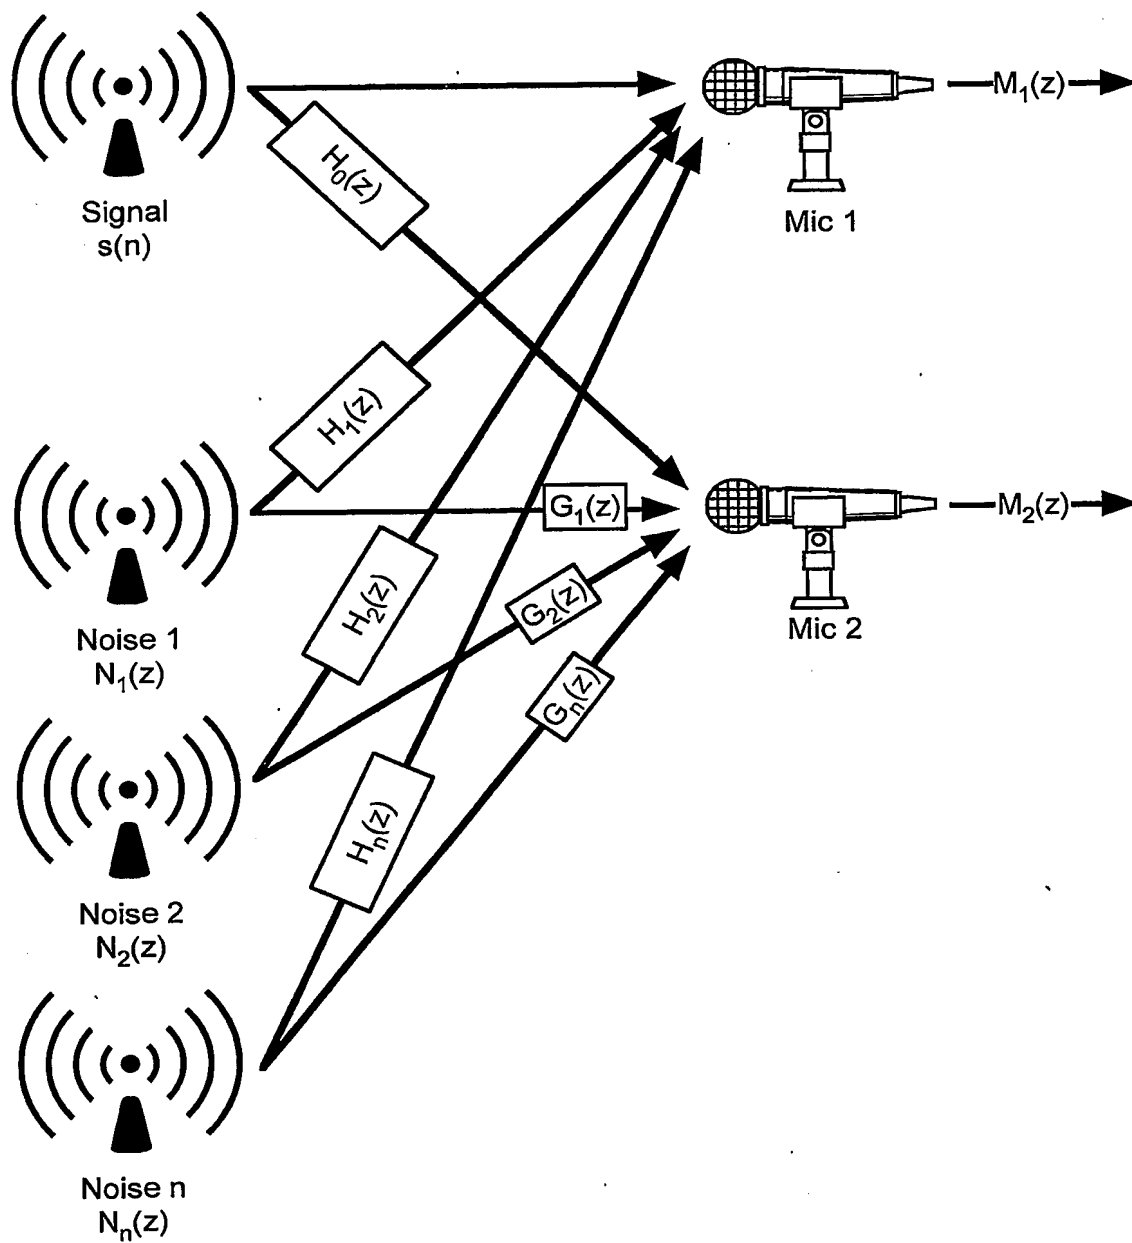 M₁(z)
Mic 1
H₀(z)
Signal
s(n)
H₁(z)
G₁(z)
M₂(z)
Mic 2
H₂(z)
G₂(z)
Noise 1
N₁(z)
Gₙ(z)
Hₙ(z)
Noise 2
N₂(z)
Noise n
Nₙ(z)